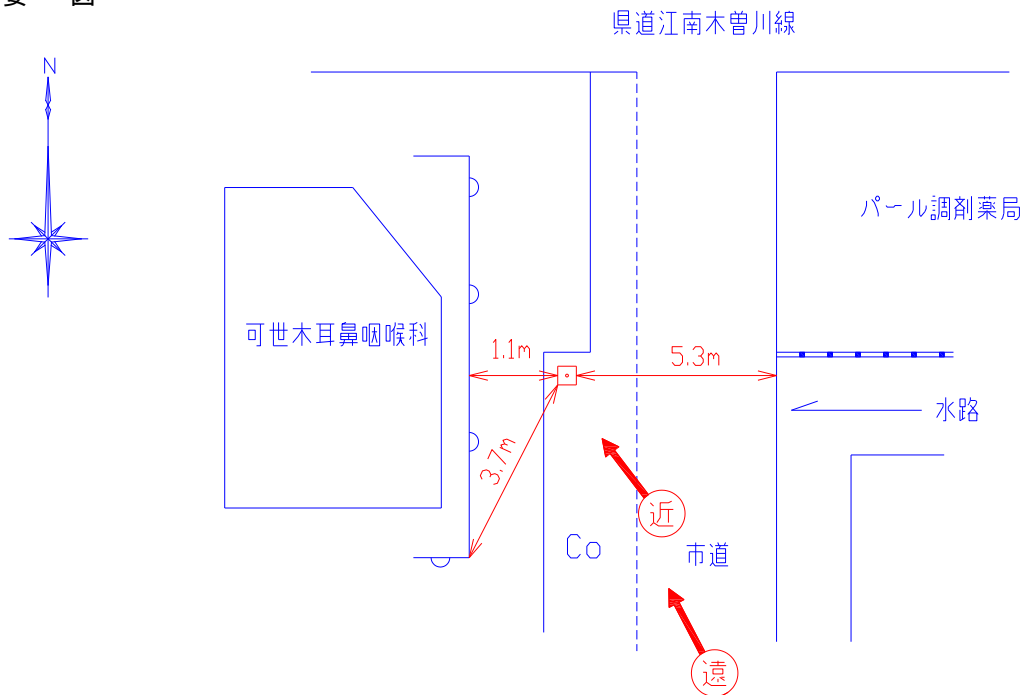 要 図
県道江南木曽川線
N
パール調剤薬局
可世木耳鼻咽喉科
1.1m
5.3m
水路
3.7m
近
Co
市道
遠